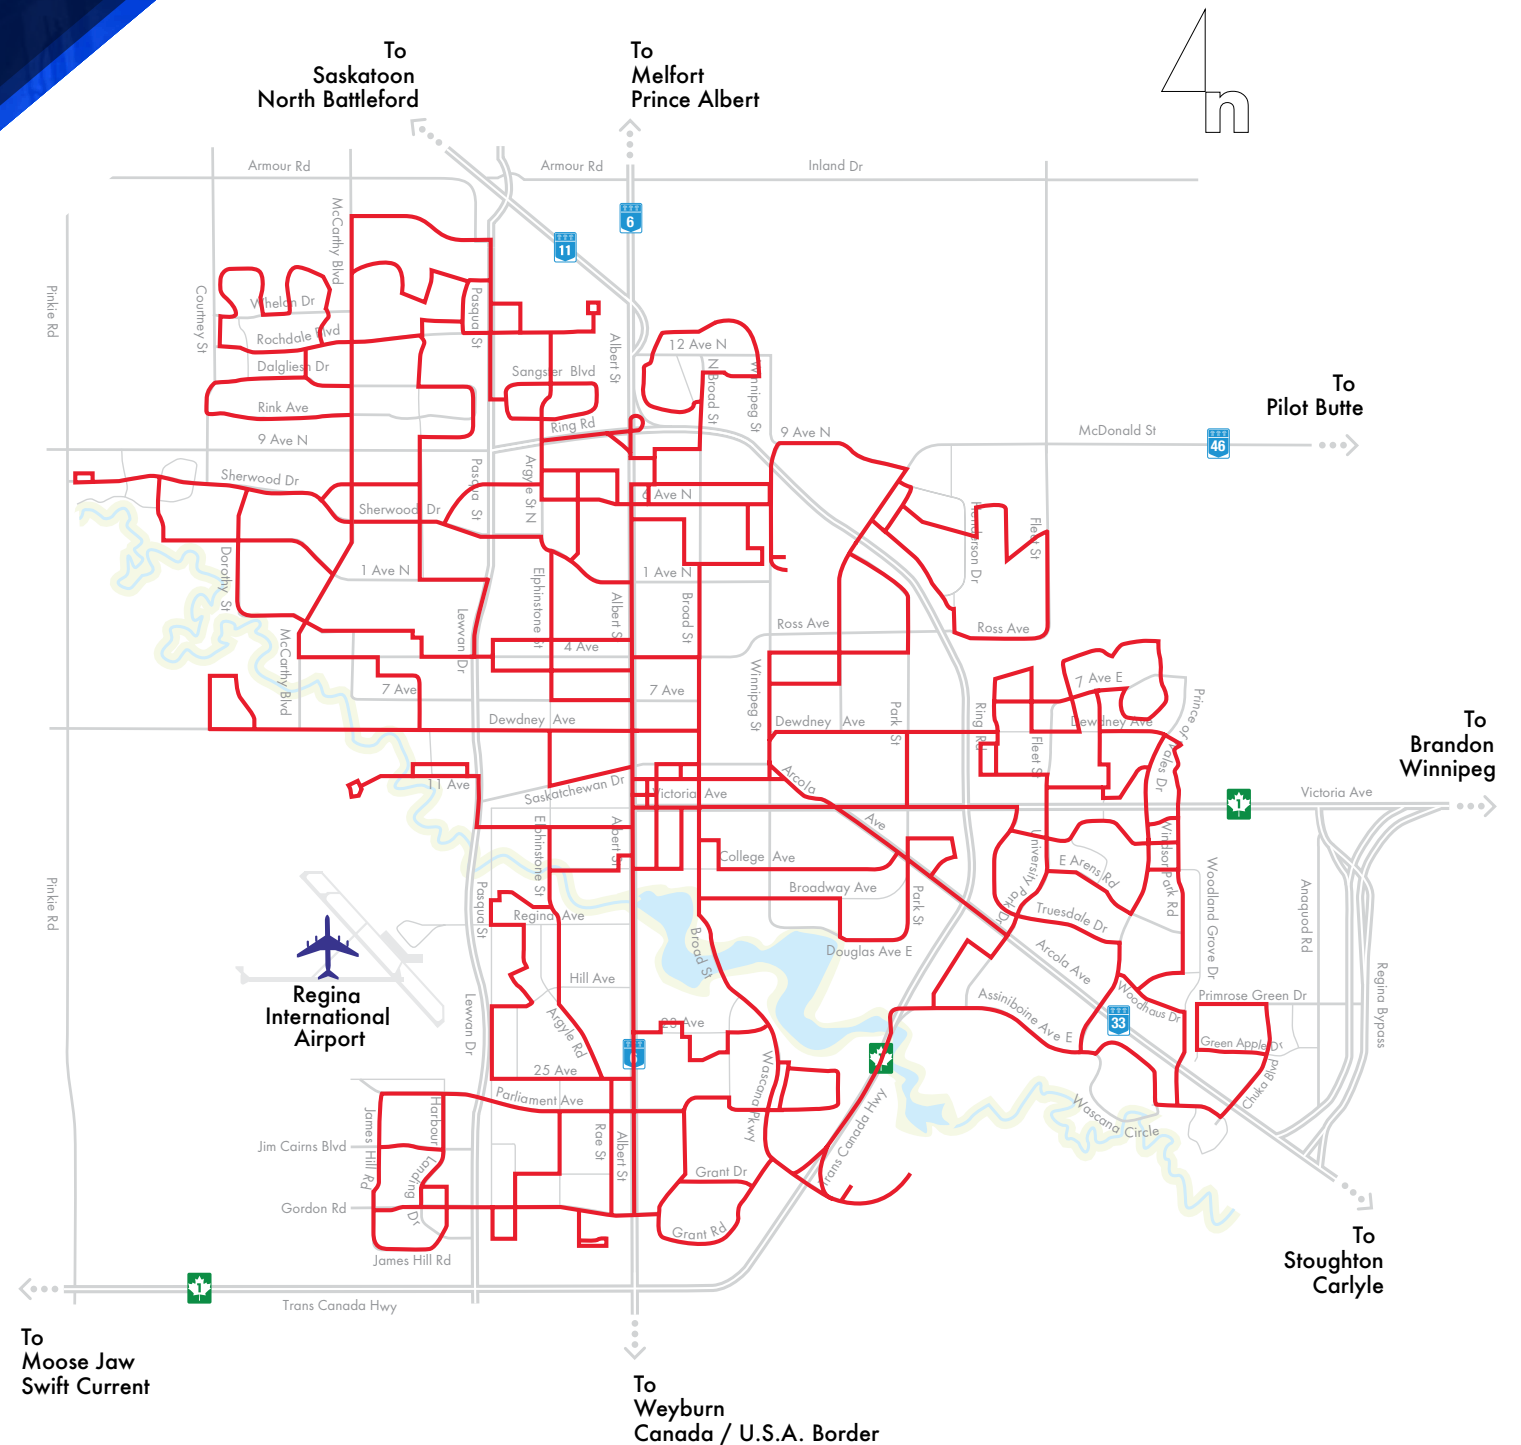 To
Saskatoon
North Battleford
To
Melfort
Prince Albert
n
Armour Rd
Armour Rd
Inland Dr
McCarthy Blvd
6
11
Pinkie Rd
Courtney St
Whelan Dr
Pasqua St
Rochdale Blvd
Albert St
12 Ave N
Dalgliesh Dr
Sangster Blvd
N Broad St
Winnipeg St
To
Pilot Butte
Rink Ave
Ring Rd
9 Ave N
9 Ave N
McDonald St
46
Sherwood Dr
Pasqua St
Argyle St N
6 Ave N
Sherwood Dr
Henderson Dr
Fleet St
Dorothy St
1 Ave N
Elphinstone St
1 Ave N
Albert St
Broad St
Lewvan Dr
Ross Ave
Ross Ave
McCarthy Blvd
4 Ave
Winnipeg St
7 Ave E
7 Ave
7 Ave
Prince of Wales Dr
Dewdney Ave
Dewdney Ave
Park St
Ring Rd
Dewdney Ave
Fleet St
To
Brandon
Winnipeg
11 Ave
Saskatchewan Dr
Arcola Ave
Victoria Ave
Victoria Ave
1
Elphinstone St
Albert St
College Ave
University Park Dr
E Arens Rd
Windsor Park Rd
Woodland Grove Dr
Anaquod Rd
Pinkie Rd
Pasqua St
Broadway Ave
Park St
Regina Ave
Truesdale Dr
Broad St
Douglas Ave E
Arcola Ave
Regina Bypass
Hill Ave
Regina
International
Airport
Lewvan Dr
Argyle Rd
23 Ave
Assiniboine Ave E
Woodhaus Dr
Primrose Green Dr
33
Green Apple Dr
6
1
25 Ave
Wascana Pkwy
Chuka Blvd
Parliament Ave
Trans Canada Hwy
Wascana Circle
James Hill Rd
Harbour Landing Dr
Rae St
Albert St
Jim Cairns Blvd
Grant Dr
Gordon Rd
Grant Rd
James Hill Rd
To
Stoughton
Carlyle
1
Trans Canada Hwy
To
Moose Jaw
Swift Current
To
Weyburn
Canada / U.S.A. Border